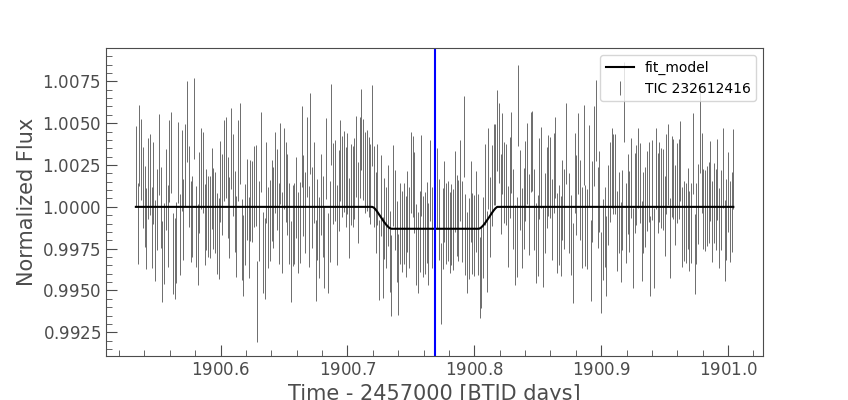 fit_model
TIC 232612416
1.0075
1.0050
1.0025
1.0000
0.9975
0.9950
0.9925
Normalized Flux
1900.6 1900.7 1900.8 1900.9 1901.0
Time - 2457000 [BTJD days]